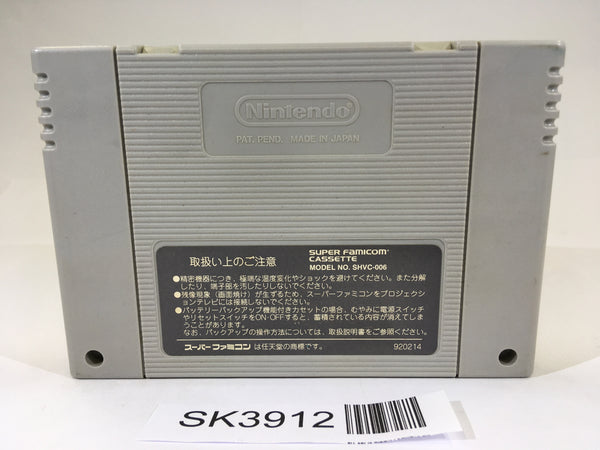 Nintendo®
PAT. PEND. MADE IN JAPAN
取扱い上のご注意
SUPER FAMICOM™
CASSETTE
MODEL NO. SHVC-006
●精密機器につき、極端な温度変化やショックを避けてください。また分解
したり、端子部を汚したりしないでください。
●残像現象（画面焼け）が生ずるため、スーパーファミコンをプロジェクショ
ンテレビには接続しないでください。
●バッテリーバックアップ機能付きカセットの場合、むやみに電源スイッチ
やリセットスイッチをON・OFFすると、蓄積されている内容が消えてしま
うことがあります。
なお、バックアップの操作方法については、取扱説明書をご参照ください。
スーパーファミコン は任天堂の商標です。
920214
SK3912